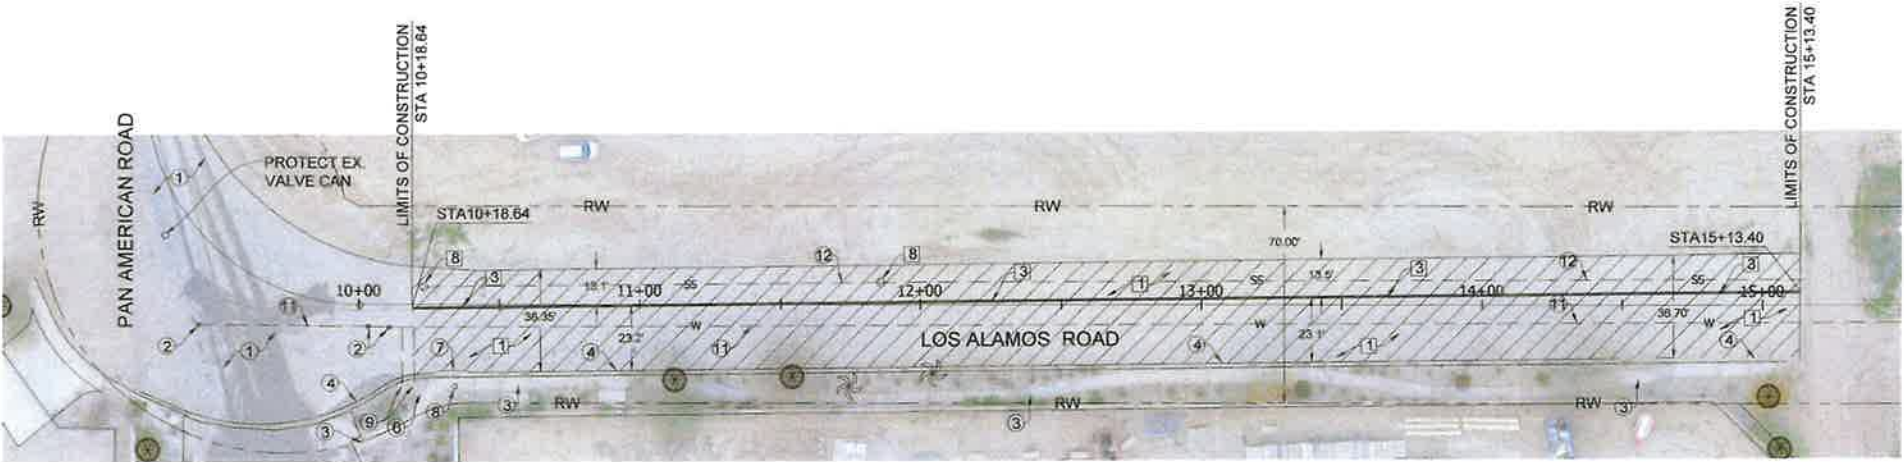 LIMITS OF CONSTRUCTION
STA 10+18.64
LIMITS OF CONSTRUCTION
STA 15+13.40
PAN AMERICAN ROAD
RW
1
PROTECT EX.
VALVE CAN
STA10+18.64
RW
RW
RW
70.00'
STA15+13.40
8
3
12
8
3
1
3
12
3
SS
SS
SS
10+00
11+00
12+00
13+00
14+00
15+00
11
36.35'
W
W
11
36.70'
W
1
2
1
2
7
1
4
23.2'
11
LOS ALAMOS ROAD
4
23.1'
1
4
4
9
6
8
3
RW
3
RW
RW
3
3